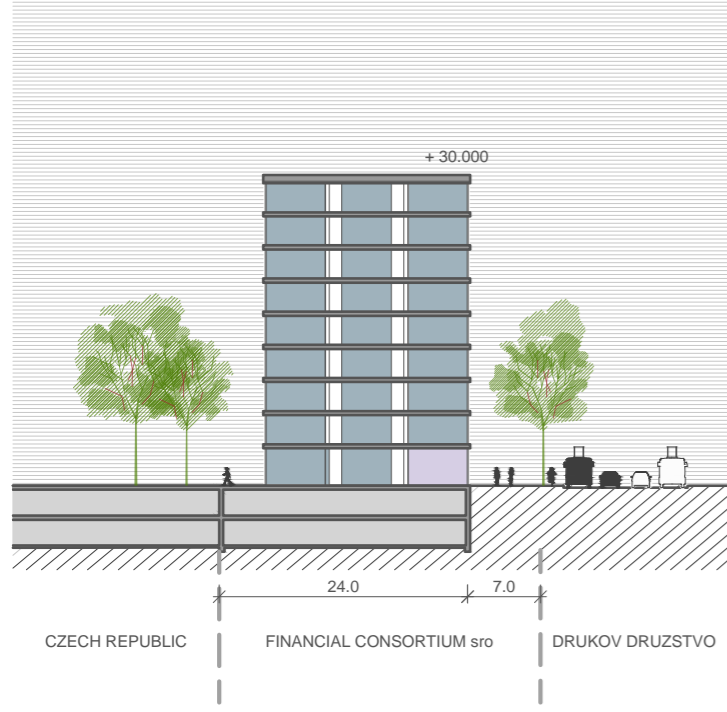 + 30.000
24.0
7.0
CZECH REPUBLIC
FINANCIAL CONSORTIUM sro
DRUKOV DRUZSTVO